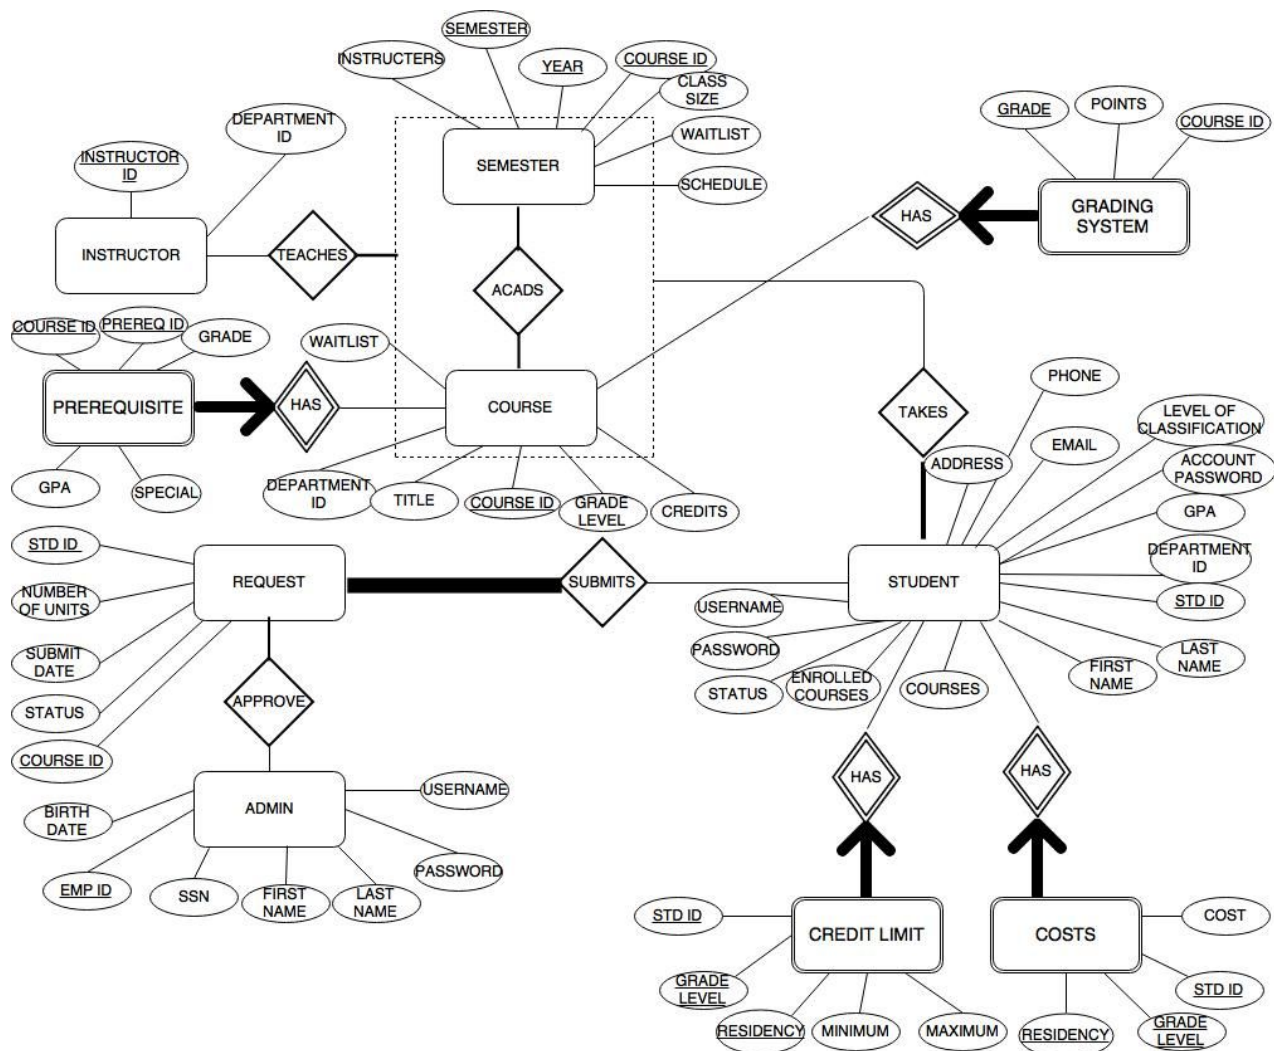 SEMESTER
INSTRUCTERS
YEAR
COURSE ID
CLASS
SIZE
WAITLIST
SCHEDULE
SEMESTER
DEPARTMENT
ID
INSTRUCTOR
ID
INSTRUCTOR
TEACHES
ACADS
GRADE
POINTS
COURSE ID
GRADING
SYSTEM
HAS
COURSE ID
PREREQ ID
GRADE
PREREQUISITE
HAS
GPA
SPECIAL
WAITLIST
COURSE
DEPARTMENT
ID
TITLE
COURSE ID
GRADE
LEVEL
CREDITS
TAKES
PHONE
ADDRESS
EMAIL
LEVEL OF
CLASSIFICATION
ACCOUNT
PASSWORD
GPA
DEPARTMENT
ID
STD ID
LAST
NAME
FIRST
NAME
STUDENT
USERNAME
PASSWORD
STATUS
ENROLLED
COURSES
COURSES
SUBMITS
STD ID
NUMBER
OF UNITS
SUBMIT
DATE
STATUS
COURSE ID
REQUEST
APPROVE
ADMIN
BIRTH
DATE
EMP ID
SSN
FIRST
NAME
LAST
NAME
PASSWORD
USERNAME
HAS
HAS
STD ID
GRADE
LEVEL
RESIDENCY
MINIMUM
MAXIMUM
CREDIT LIMIT
COSTS
COST
STD ID
GRADE
LEVEL
RESIDENCY